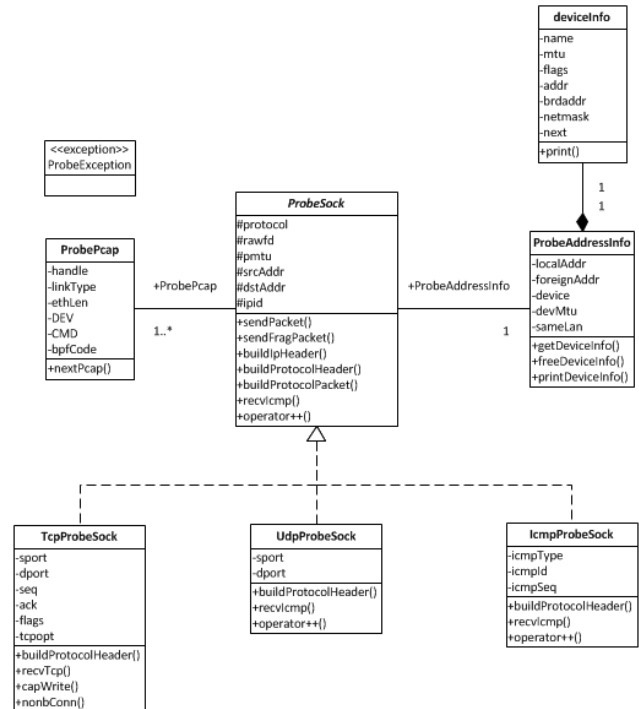 deviceInfo
-name
-mtu
-flags
-addr
-brdaddr
-netmask
-next
+print()
<<exception>>
ProbeException
ProbeSock
#protocol
#rawfd
#pmtu
#srcAddr
#dstAddr
#ipid
+sendPacket()
+sendFragPacket()
+buildIpHeader()
+buildProtocolHeader()
+buildProtocolPacket()
+recvIcmp()
+operator++()
ProbePcap
-handle
-linkType
-ethLen
-DEV
-CMD
-bpfCode
+nextPcap()
+ProbePcap
1..*
+ProbeAddressInfo
1
1
1
ProbeAddressInfo
-localAddr
-foreignAddr
-device
-devMtu
-sameLan
+getDeviceInfo()
+freeDeviceInfo()
+printDeviceInfo()
TcpProbeSock
-sport
-dport
-seq
-ack
-flags
-tcpopt
+buildProtocolHeader()
+recvTcp()
+capWrite()
+nonbConn()
UdpProbeSock
-sport
-dport
+buildProtocolHeader()
+recvIcmp()
+operator++()
IcmpProbeSock
-icmpType
-icmpId
-icmpSeq
+buildProtocolHeader()
+recvIcmp()
+operator++()